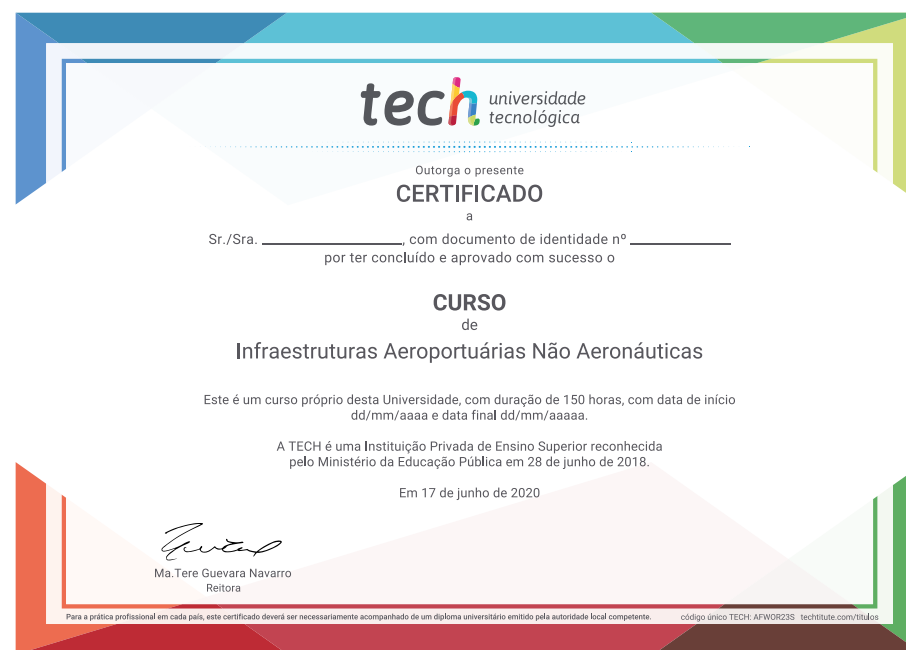 tech universidade
tecnológica
Outorga o presente
CERTIFICADO
a
Sr./Sra. ____________, com documento de identidade nº ____________
por ter concluído e aprovado com sucesso o
CURSO
de
Infraestruturas Aeroportuárias Não Aeronáuticas
Este é um curso próprio desta Universidade, com duração de 150 horas, com data de início
dd/mm/aaaa e data final dd/mm/aaaaa.
A TECH é uma Instituição Privada de Ensino Superior reconhecida
pelo Ministério da Educação Pública em 28 de junho de 2018.
Em 17 de junho de 2020
Ma.Tere Guevara Navarro
Reitora
Para a prática profissional em cada país, este certificado deverá ser necessariamente acompanhado de um diploma universitário emitido pela autoridade local competente. código único TECH: AFWOR23S techtitute.com/titulos